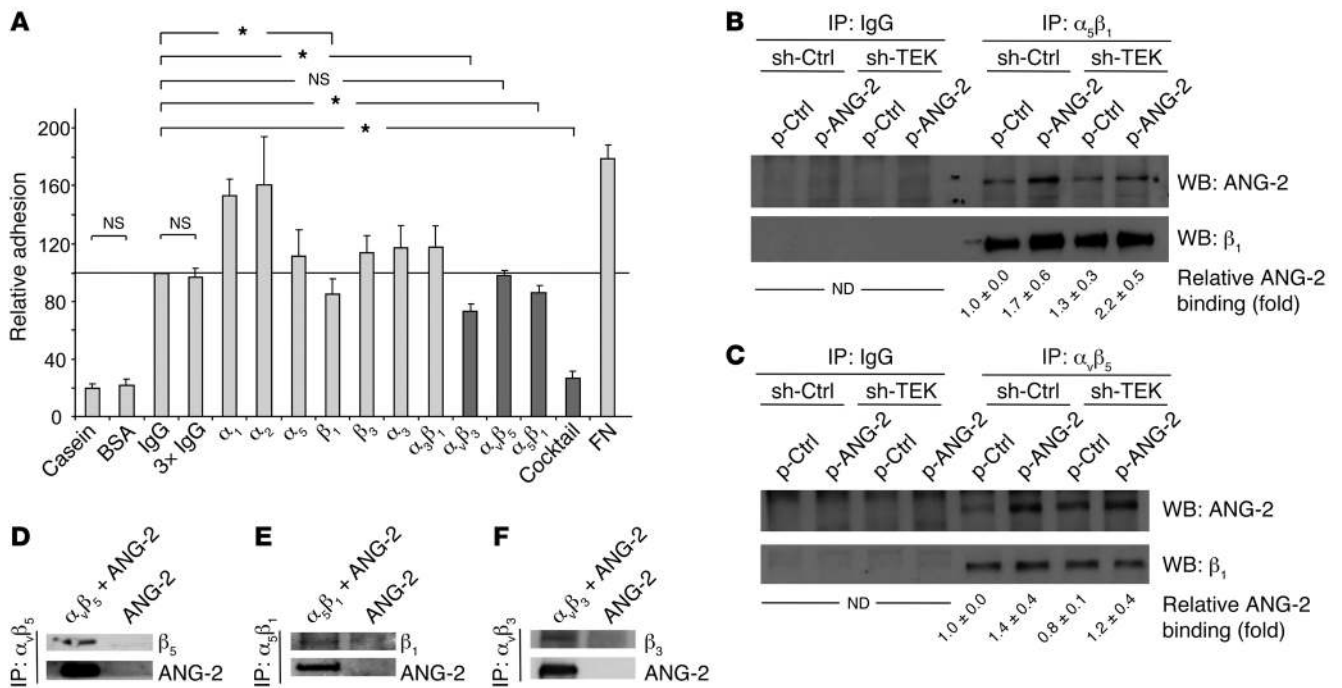 A
*
*
NS
*
*
Relative adhesion
200
160
120
80
40
0
NS
NS
Casein
BSA
IgG
3× IgG
α1
α2
α5
β1
β3
α3
α3β1
αvβ3
αvβ5
α5β1
Cocktail
FN
B
IP: IgG
IP: α5β1
sh-Ctrl
sh-TEK
sh-Ctrl
sh-TEK
p-Ctrl
p-ANG-2
p-Ctrl
p-ANG-2
p-Ctrl
p-ANG-2
p-Ctrl
p-ANG-2
WB: ANG-2
WB: β1
ND
1.0 ± 0.0
1.7 ± 0.6
1.3 ± 0.3
2.2 ± 0.5
Relative ANG-2
binding (fold)
C
IP: IgG
IP: αvβ5
sh-Ctrl
sh-TEK
sh-Ctrl
sh-TEK
p-Ctrl
p-ANG-2
p-Ctrl
p-ANG-2
p-Ctrl
p-ANG-2
p-Ctrl
p-ANG-2
WB: ANG-2
WB: β1
ND
1.0 ± 0.0
1.4 ± 0.4
0.8 ± 0.1
1.2 ± 0.4
Relative ANG-2
binding (fold)
D
αvβ5 + ANG-2
ANG-2
IP: αvβ5
β5
ANG-2
E
α5β1 + ANG-2
ANG-2
IP: α5β1
β1
ANG-2
F
αvβ3 + ANG-2
ANG-2
IP: αvβ3
β3
ANG-2